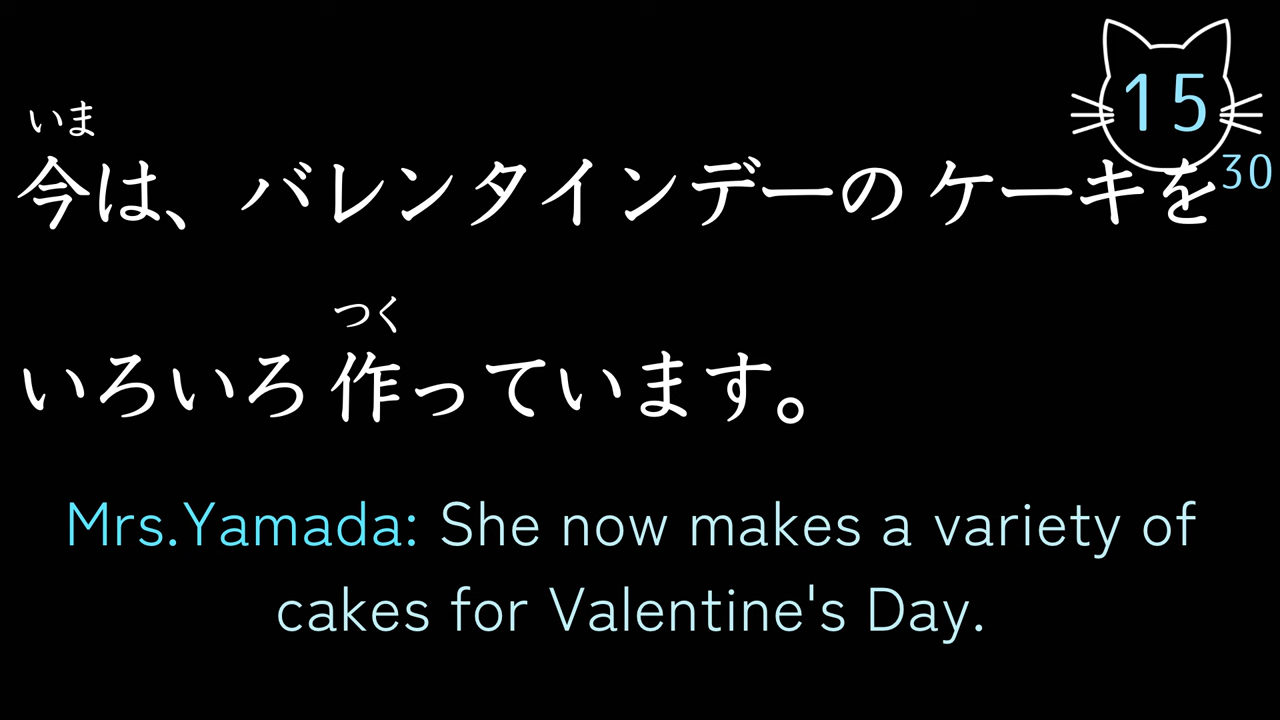 15
30
いま
今は、バレンタインデーの ケーキを
つく
いろいろ 作っています。
Mrs.Yamada: She now makes a variety of
cakes for Valentine's Day.